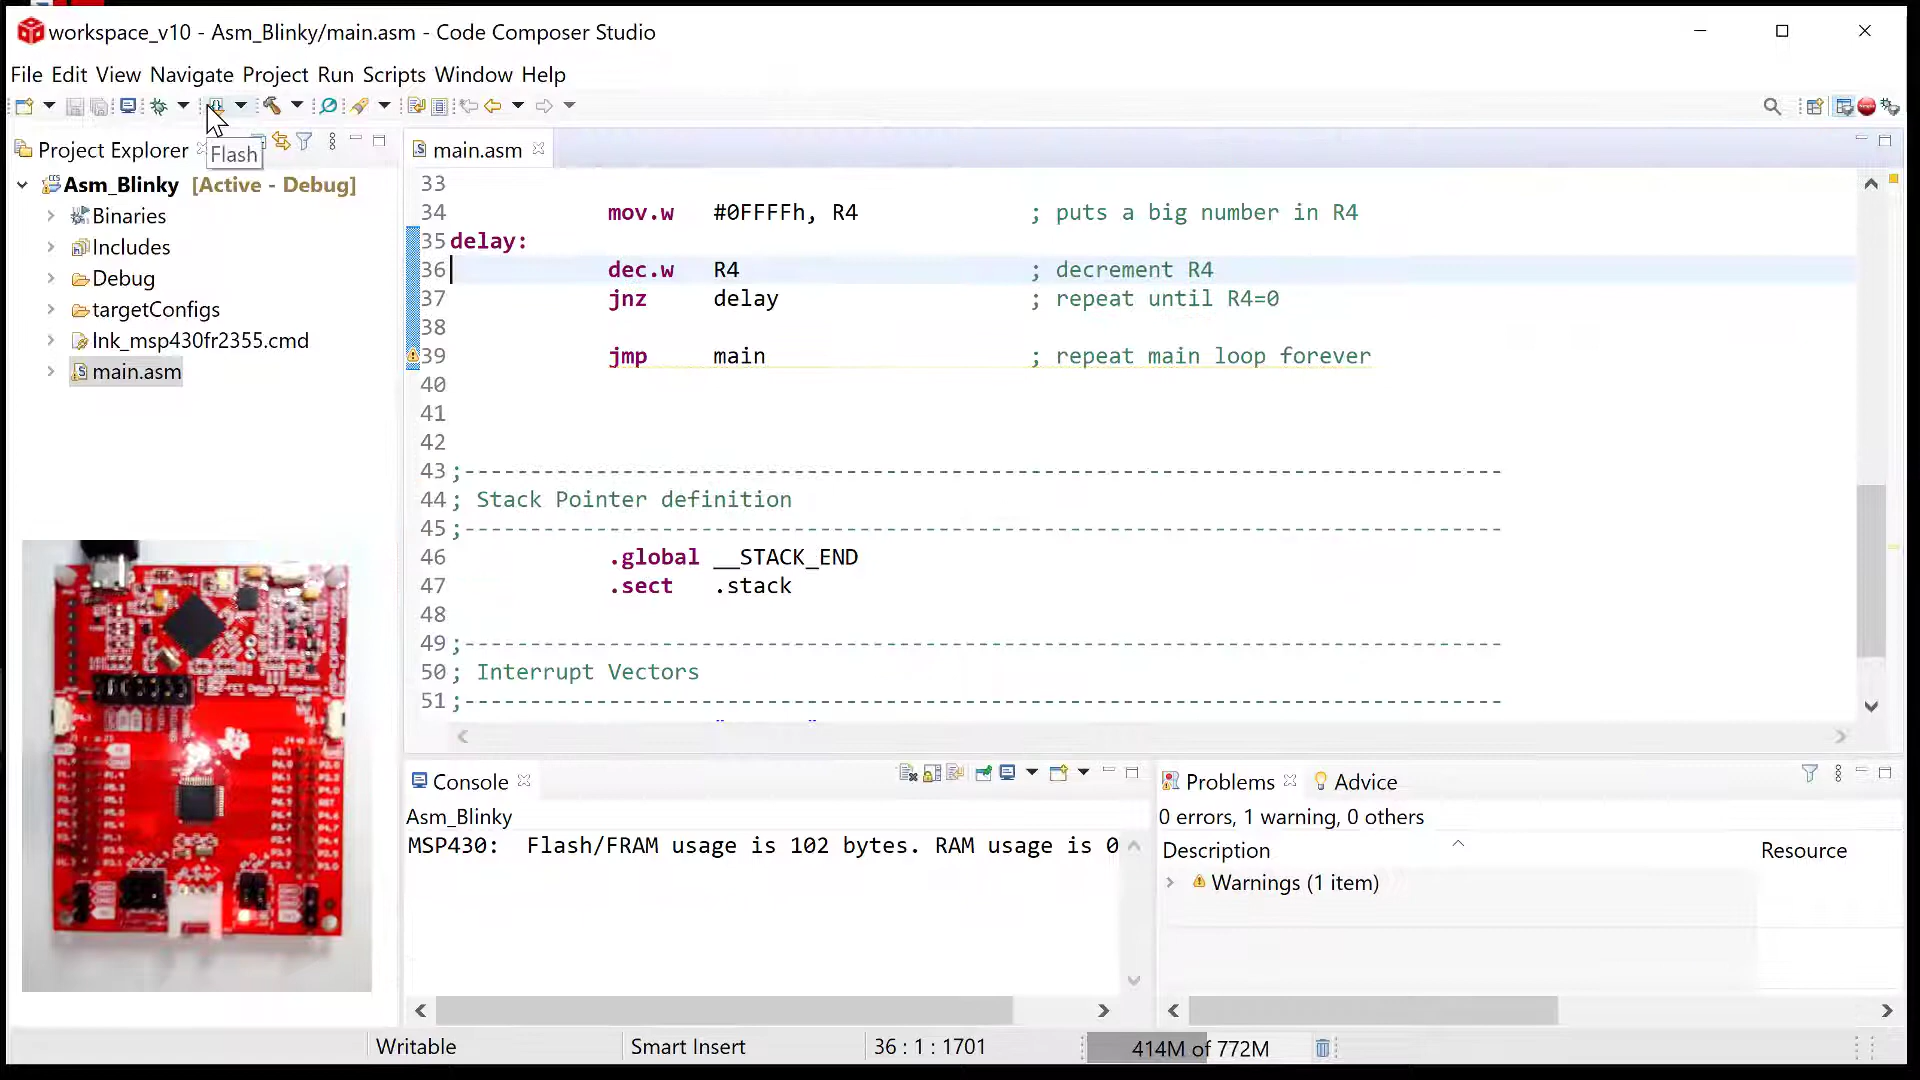 workspace_v10 - Asm_Blinky/main.asm - Code Composer Studio
File Edit View Navigate Project Run Scripts Window Help
Project Explorer
Flash
Asm_Blinky [Active - Debug]
Binaries
Includes
Debug
targetConfigs
lnk_msp430fr2355.cmd
main.asm
main.asm
33
34 mov.w #0FFFFh, R4 ; puts a big number in R4
35 delay:
36 dec.w R4 ; decrement R4
37 jnz delay ; repeat until R4=0
38
39 jmp main ; repeat main loop forever
40
41
42
43 ;-------------------------------------------------------------------------------
44 ; Stack Pointer definition
45 ;-------------------------------------------------------------------------------
46 .global __STACK_END
47 .sect .stack
48
49 ;-------------------------------------------------------------------------------
50 ; Interrupt Vectors
51 ;-------------------------------------------------------------------------------
Console
Asm_Blinky
MSP430: Flash/FRAM usage is 102 bytes. RAM usage is 0
Problems Advice
0 errors, 1 warning, 0 others
Description Resource
Warnings (1 item)
Writable Smart Insert 36 : 1 : 1701 414M of 772M